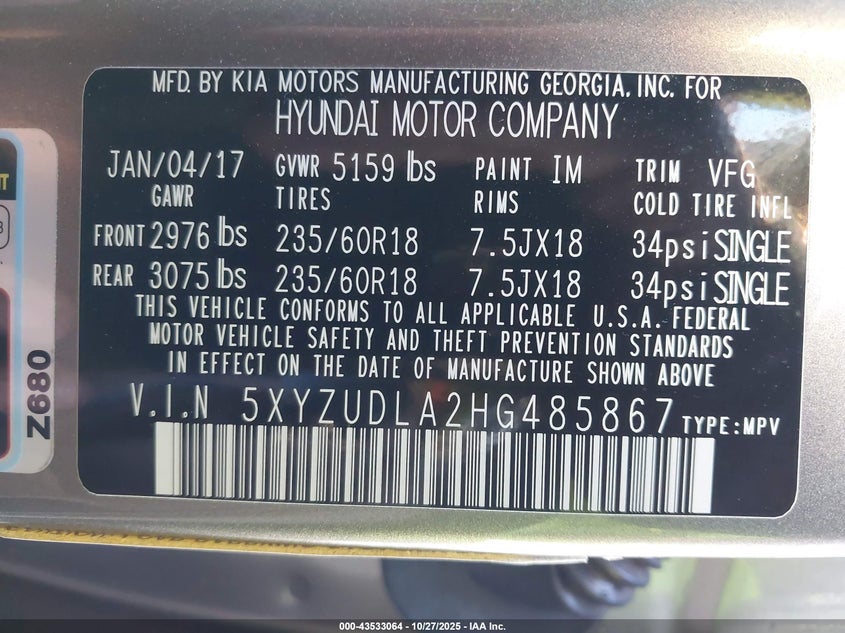 MFD. BY KIA MOTORS MANUFACTURING GEORGIA, INC. FOR
HYUNDAI MOTOR COMPANY
JAN/04/17 GVWR 5159 lbs PAINT IM TRIM VFG
GAWR TIRES RIMS COLD TIRE INFL
FRONT 2976 lbs 235/60R18 7.5JX18 34psi SINGLE
REAR 3075 lbs 235/60R18 7.5JX18 34psi SINGLE
THIS VEHICLE CONFORMS TO ALL APPLICABLE U.S.A. FEDERAL
MOTOR VEHICLE SAFETY AND THEFT PREVENTION STANDARDS
IN EFFECT ON THE DATE OF MANUFACTURE SHOWN ABOVE
V.I.N 5XYZUDLA2HG485867 TYPE:MPV
Z680
000-43533064 - 10/27/2025 - IAA Inc.